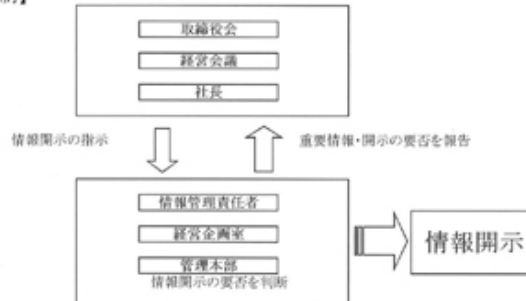 制】
取締役会
経営会議
社長
情報開示の指示
重要情報・開示の要否を報告
情報管理責任者
経営企画室
管理本部
情報開示の要否を判断
情報開示